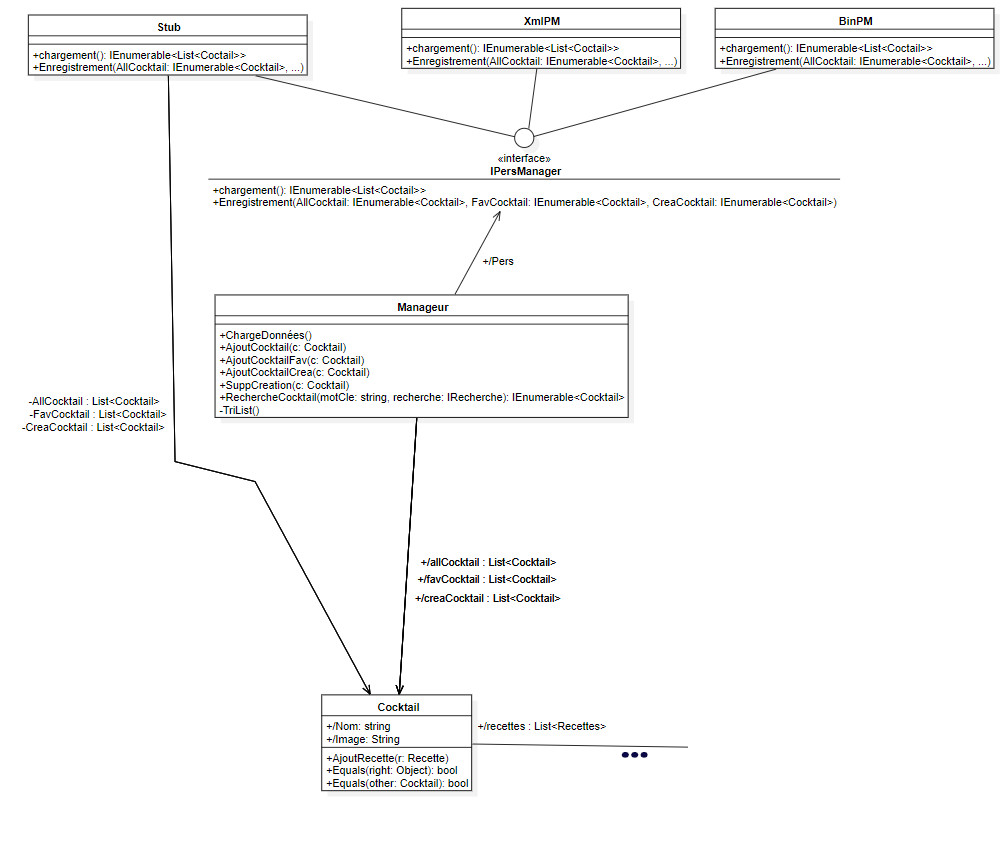 Stub
+chargement(): IEnumerable<List<Coctail>>
+Enregistrement(AllCocktail: IEnumerable<Cocktail>, ...)
XmlPM
+chargement(): IEnumerable<List<Coctail>>
+Enregistrement(AllCocktail: IEnumerable<Cocktail>, ...)
BinPM
+chargement(): IEnumerable<List<Coctail>>
+Enregistrement(AllCocktail: IEnumerable<Cocktail>, ...)
«interface»
IPersManager
+chargement(): IEnumerable<List<Coctail>>
+Enregistrement(AllCocktail: IEnumerable<Cocktail>, FavCocktail: IEnumerable<Cocktail>, CreaCocktail: IEnumerable<Cocktail>)
+/Pers
Manageur
+ChargeDonnées()
+AjoutCocktail(c: Cocktail)
+AjoutCocktailFav(c: Cocktail)
+AjoutCocktailCrea(c: Cocktail)
+SuppCreation(c: Cocktail)
+RechercheCocktail(motCle: string, recherche: IRecherche): IEnumerable<Cocktail>
-TriList()
-AllCocktail : List<Cocktail>
-FavCocktail : List<Cocktail>
-CreaCocktail : List<Cocktail>
+/allCocktail : List<Cocktail>
+/favCocktail : List<Cocktail>
+/creaCocktail : List<Cocktail>
Cocktail
+/Nom: string
+/Image: String
+AjoutRecette(r: Recette)
+Equals(right: Object): bool
+Equals(other: Cocktail): bool
+/recettes : List<Recettes>